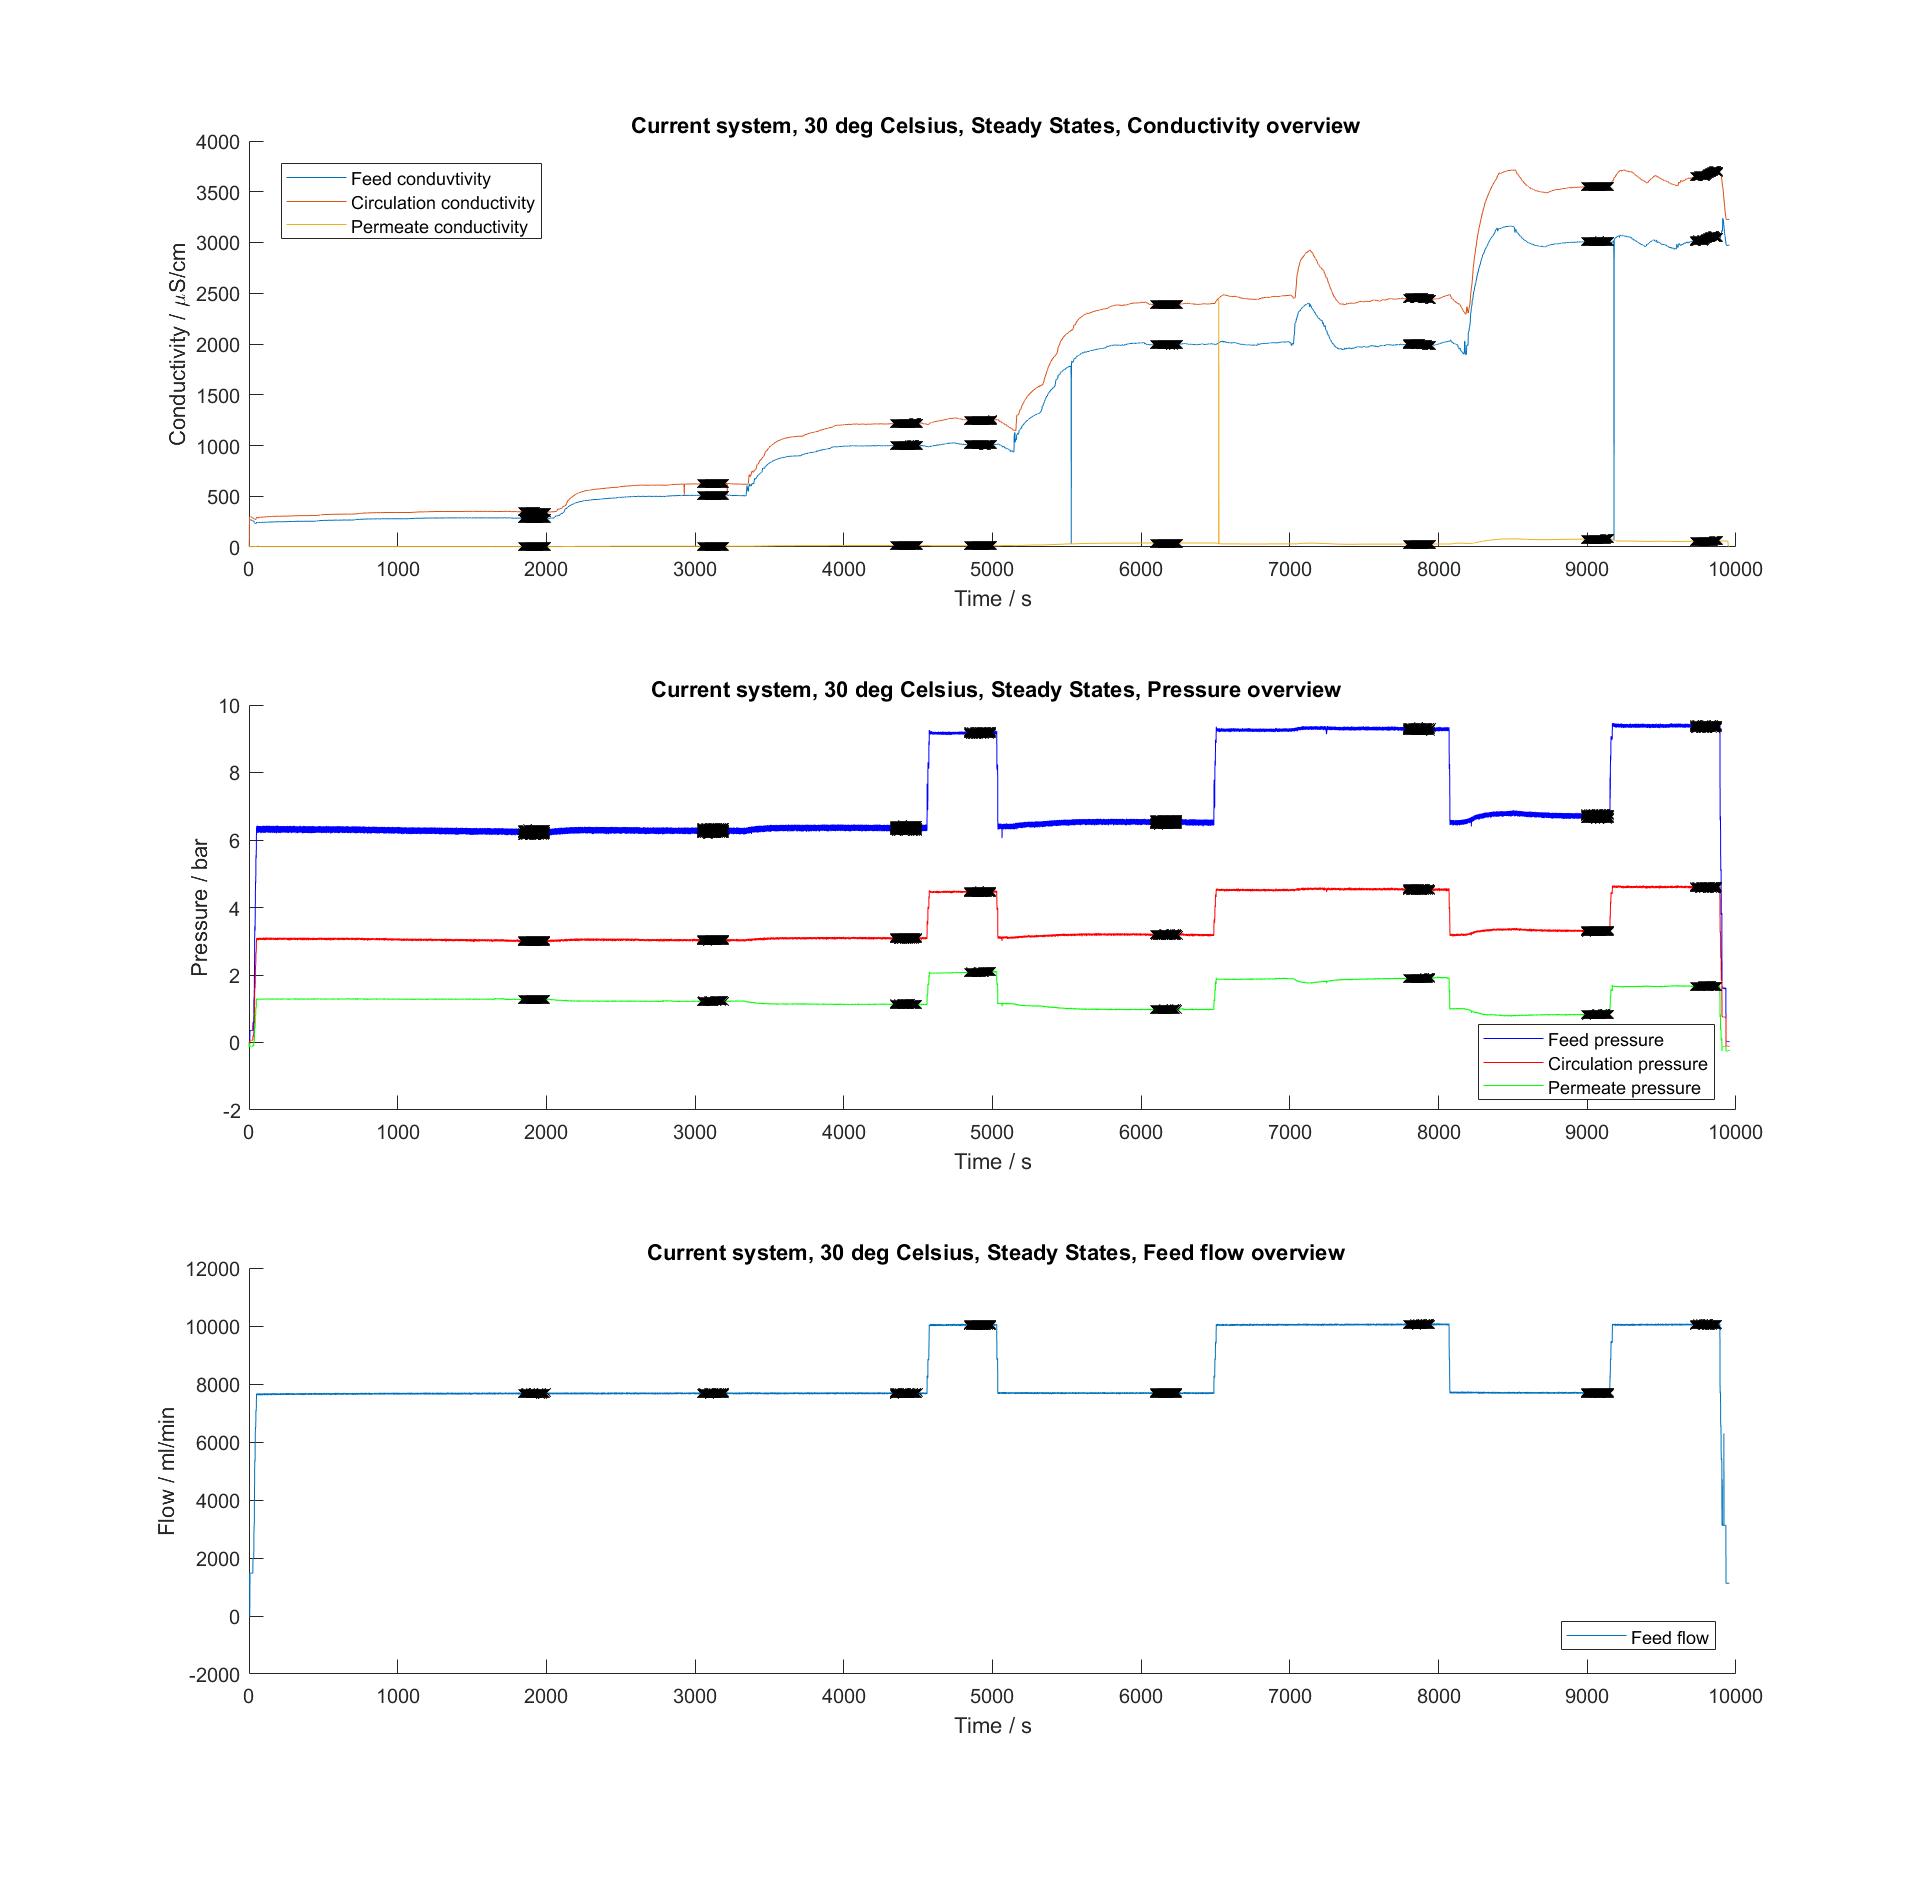 Current system, 30 deg Celsius, Steady States, Conductivity overview
4000
3500
3000
2500
2000
1500
1000
500
0
Conductivity / μS/cm
Feed conduvtivity
Circulation conductivity
Permeate conductivity
0 1000 2000 3000 4000 5000 6000 7000 8000 9000 10000
Time / s
Current system, 30 deg Celsius, Steady States, Pressure overview
10
8
6
4
2
0
-2
Pressure / bar
Feed pressure
Circulation pressure
Permeate pressure
0 1000 2000 3000 4000 5000 6000 7000 8000 9000 10000
Time / s
Current system, 30 deg Celsius, Steady States, Feed flow overview
12000
10000
8000
6000
4000
2000
0
-2000
Flow / ml/min
Feed flow
0 1000 2000 3000 4000 5000 6000 7000 8000 9000 10000
Time / s